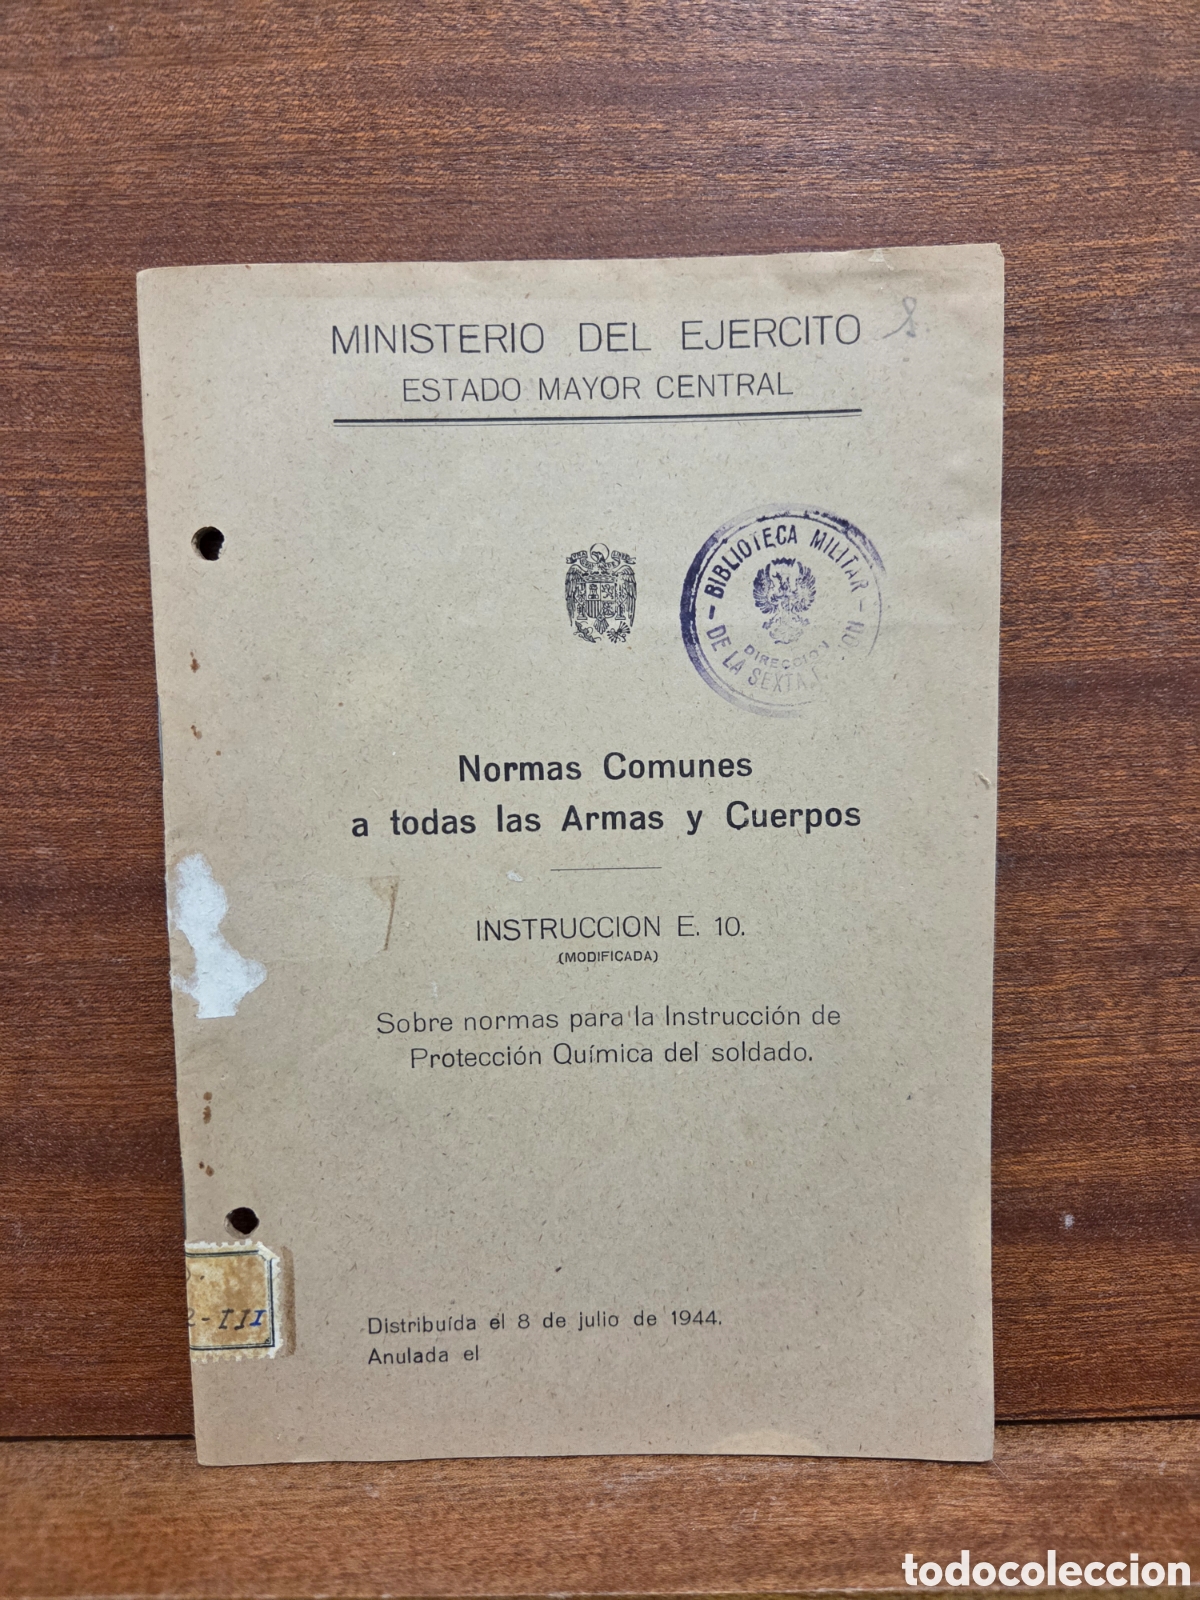 MINISTERIO DEL EJERCITO
ESTADO MAYOR CENTRAL
- BIBLIOTECA MILITAR -
DIRECCION
DE LA SEXTA
Normas Comunes
a todas las Armas y Cuerpos
INSTRUCCION E. 10.
(MODIFICADA)
Sobre normas para la Instrucción de
Protección Química del soldado.
-III
Distribuída el 8 de julio de 1944.
Anulada el
todocoleccion